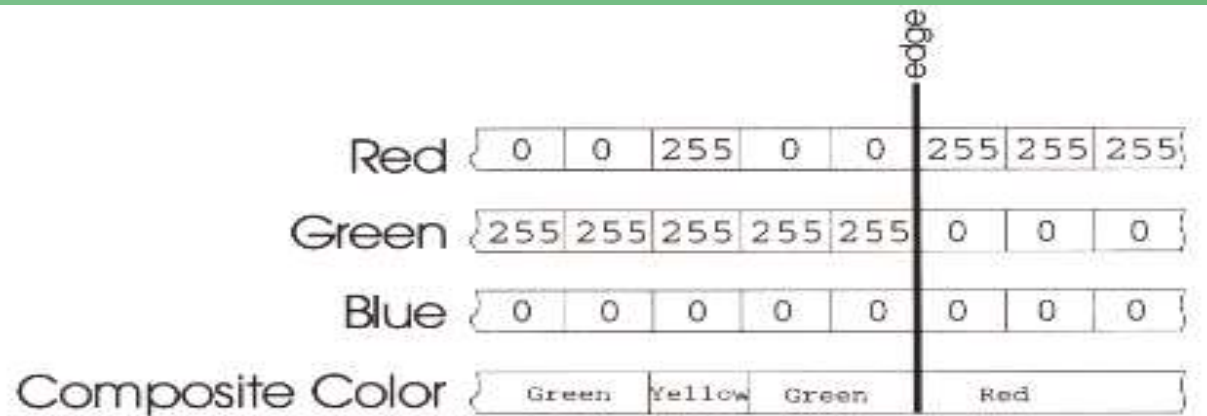 edge
Red 0 0 255 0 0 255 255 255
Green 255 255 255 255 255 0 0 0
Blue 0 0 0 0 0 0 0 0
Composite Color Green Yellow Green Red